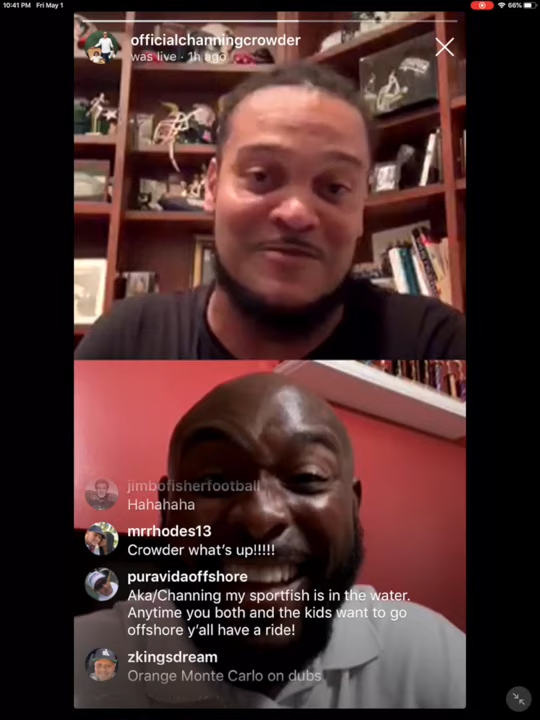 10:41 PM Fri May 1
66%
officialchanningcrowder
was live · 1h ago
jimbofisherfootball
Hahahaha
mrrhodes13
Crowder what's up!!!!!
puravidaoffshore
Aka/Channing my sportfish is in the water.
Anytime you both and the kids want to go
offshore y'all have a ride!
zkingsdream
Orange Monte Carlo on dubs